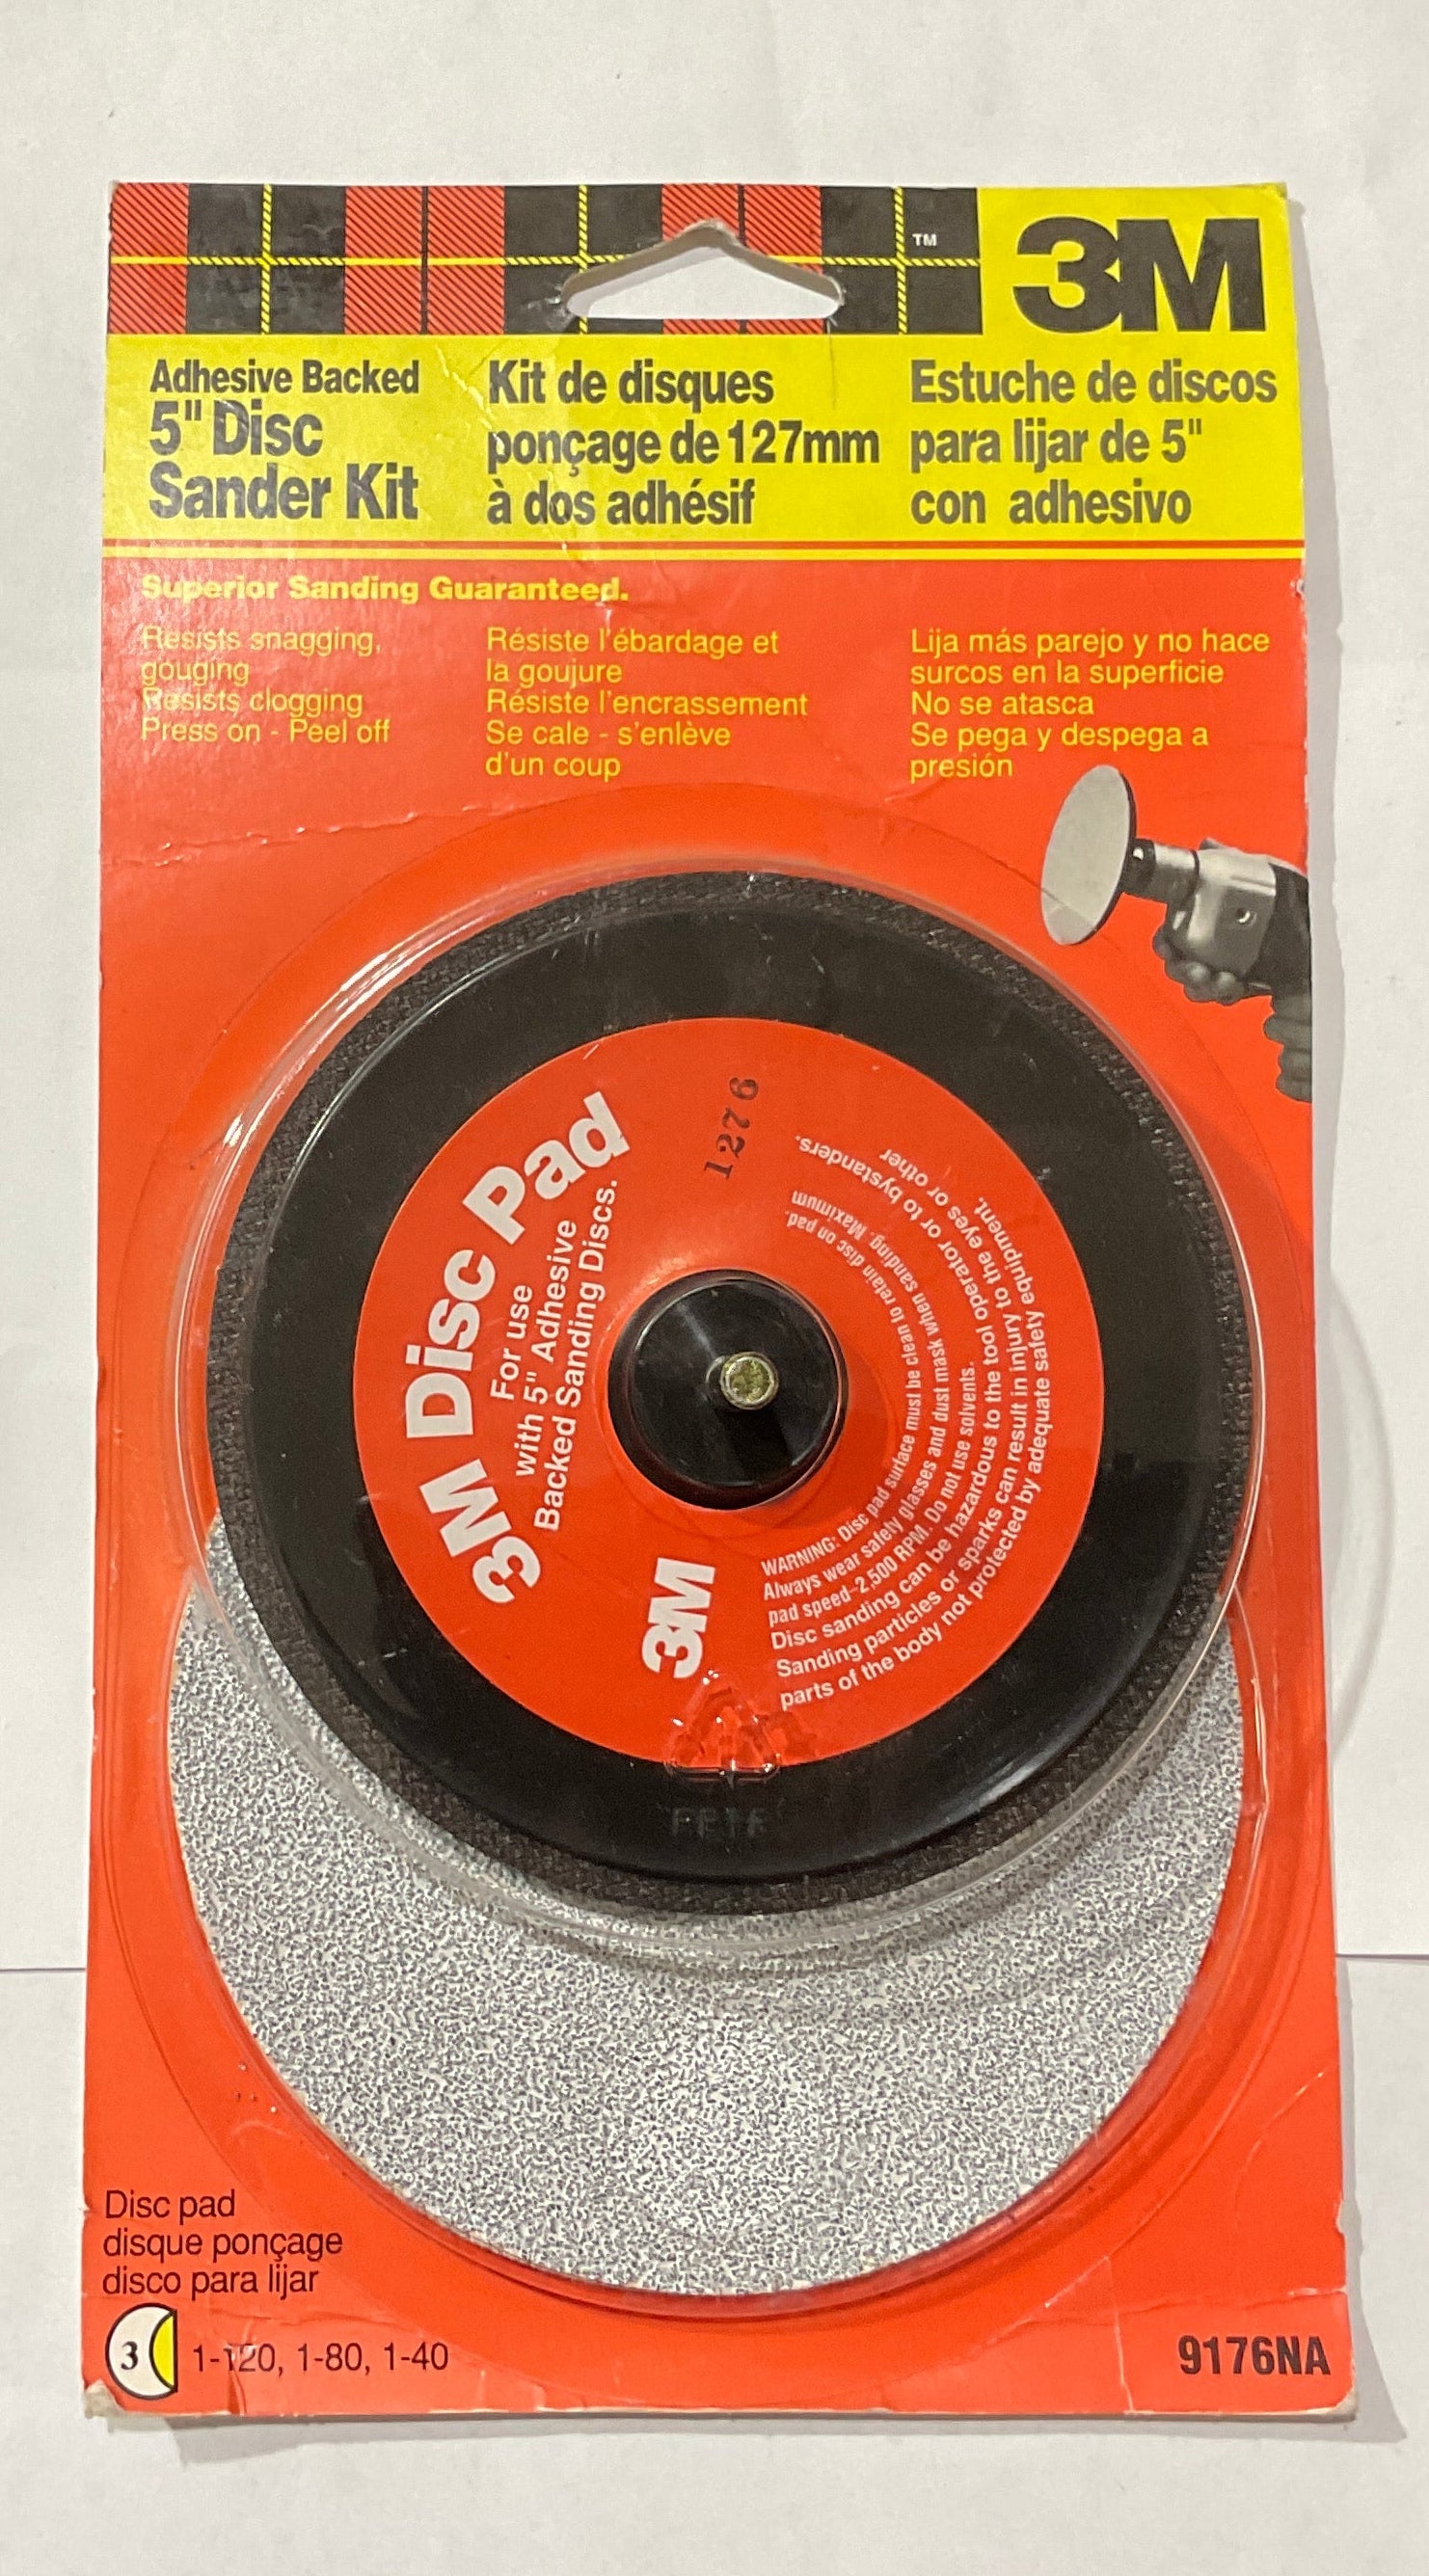 ™
3M
Adhesive Backed
5" Disc
Sander Kit
Kit de disques
ponçage de 127mm
à dos adhésif
Estuche de discos
para lijar de 5"
con adhesivo
Superior Sanding Guaranteed.
Resists snagging,
gouging
Resists clogging
Press on - Peel off
Résiste l'ébardage et
la goujure
Résiste l'encrassement
Se cale - s'enlève
d'un coup
Lija más parejo y no hace
surcos en la superficie
No se atasca
Se pega y despega a
presión
3M Disc Pad
For use
with 5" Adhesive
Backed Sanding Discs.
1276
3M
WARNING: Disc pad surface must be clean to retain disc on pad.
Always wear safety glasses and dust mask when sanding. Maximum
pad speed–2,500 RPM. Do not use solvents.
Disc sanding can be hazardous to the tool operator or to bystanders.
Sanding particles or sparks can result in injury to the eyes or other
parts of the body not protected by adequate safety equipment.
PETE
Disc pad
disque ponçage
disco para lijar
3 1-120, 1-80, 1-40
9176NA